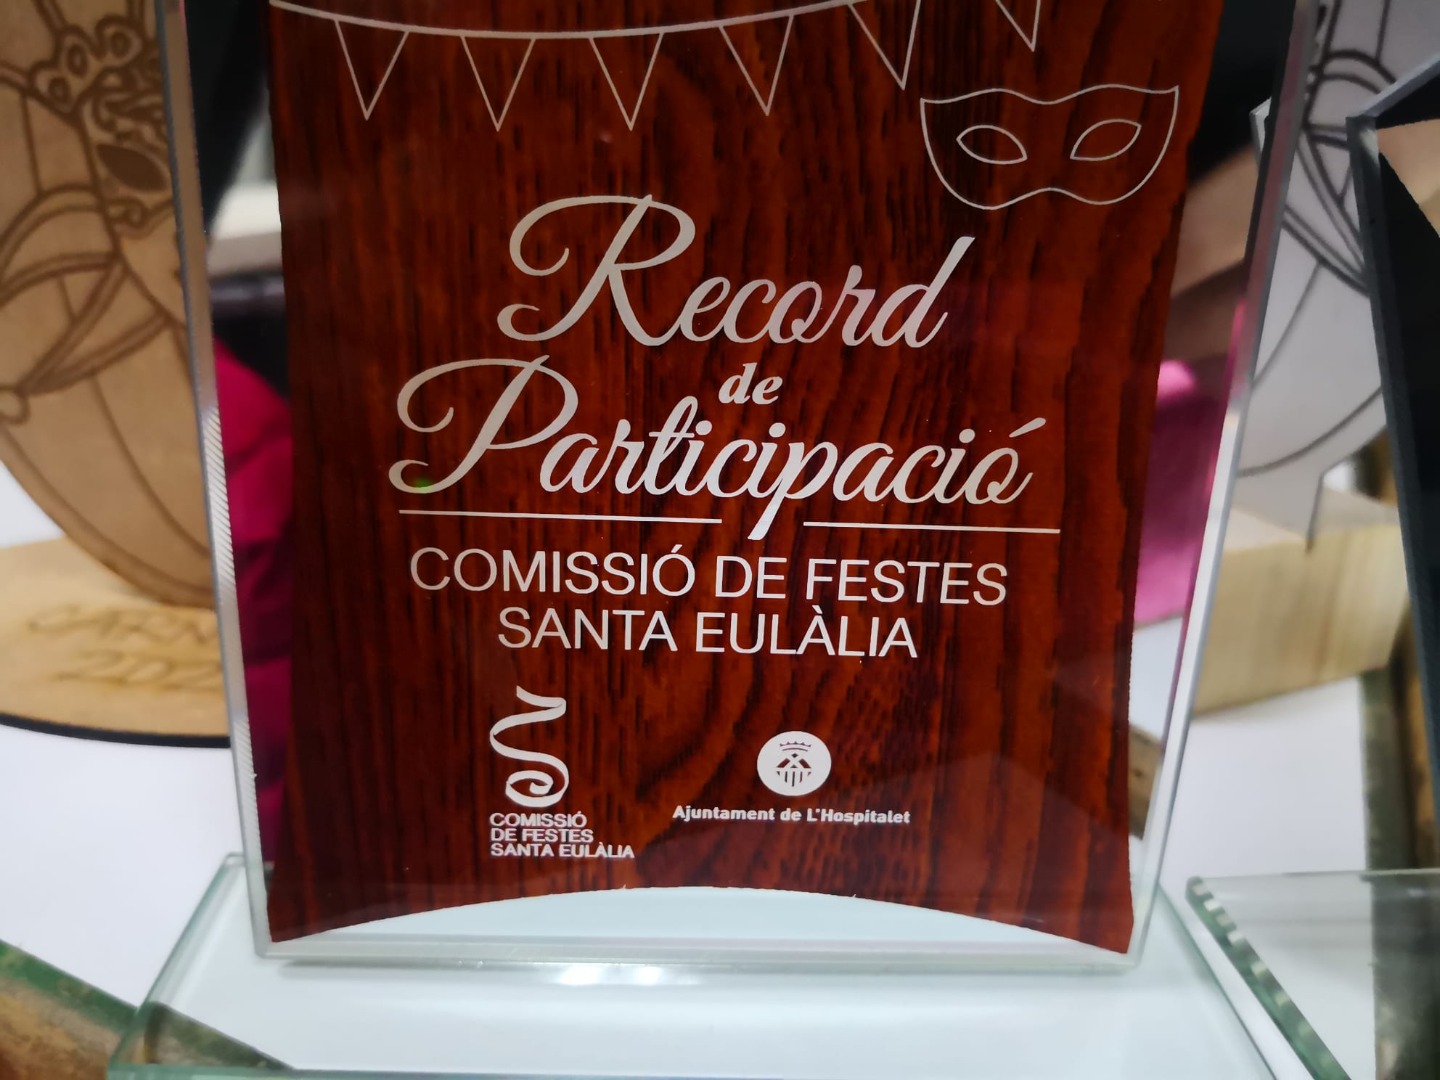 Record
de
Participació
COMISSIÓ DE FESTES
SANTA EULÀLIA
COMISSIÓ
DE FESTES
SANTA EULÀLIA
Ajuntament de L'Hospitalet